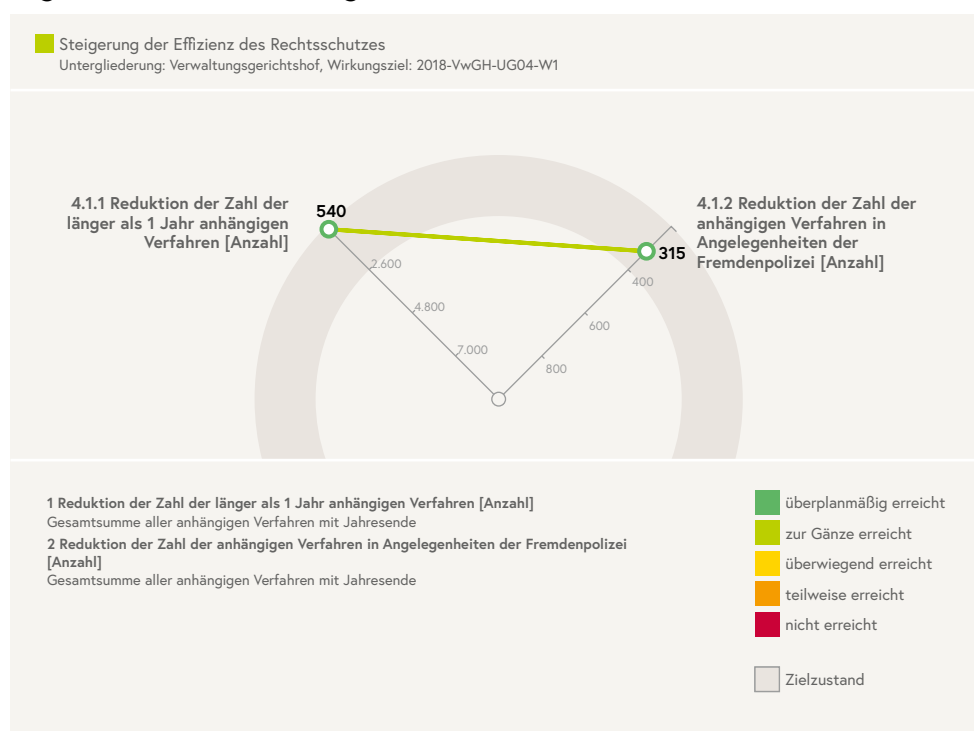 Steigerung der Effizienz des Rechtsschutzes
Untergliederung: Verwaltungsgerichtshof, Wirkungsziel: 2018-VwGH-UG04-W1
4.1.1 Reduktion der Zahl der
länger als 1 Jahr anhängigen
Verfahren [Anzahl]
540
2.600
4.800
7.000
4.1.2 Reduktion der Zahl der
anhängigen Verfahren in
Angelegenheiten der
Fremdenpolizei [Anzahl]
315
400
600
800
1 Reduktion der Zahl der länger als 1 Jahr anhängigen Verfahren [Anzahl]
Gesamtsumme aller anhängigen Verfahren mit Jahresende
2 Reduktion der Zahl der anhängigen Verfahren in Angelegenheiten der Fremdenpolizei
[Anzahl]
Gesamtsumme aller anhängigen Verfahren mit Jahresende
überplanmäßig erreicht
zur Gänze erreicht
überwiegend erreicht
teilweise erreicht
nicht erreicht
Zielzustand